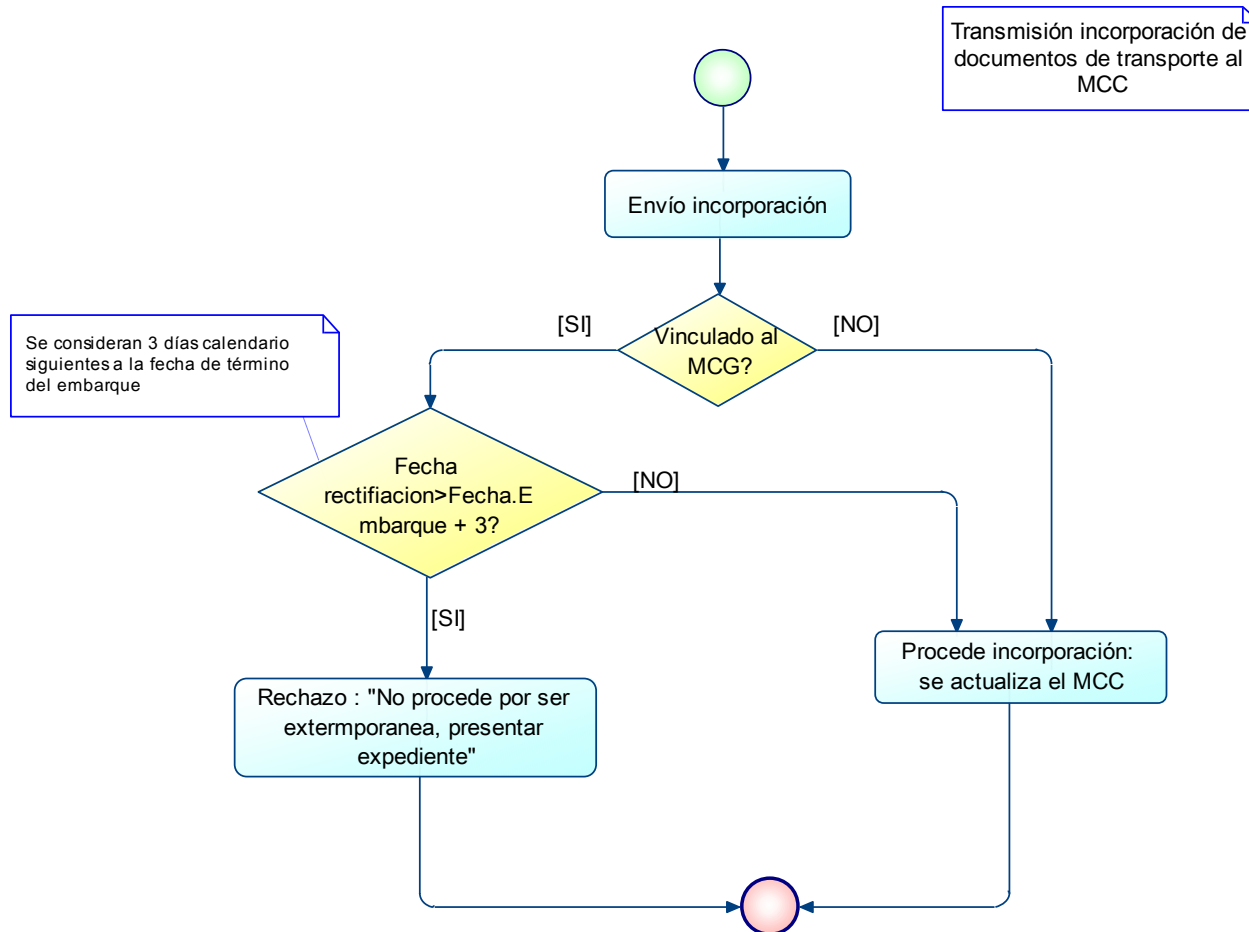 Transmisión incorporación de
documentos de transporte al
MCC
Envío incorporación
[SI]
Vinculado al
MCG?
[NO]
Se consideran 3 días calendario
siguientes a la fecha de término
del embarque
Fecha
rectifiacion>Fecha.E
mbarque + 3?
[NO]
[SI]
Procede incorporación:
se actualiza el MCC
Rechazo : "No procede por ser
extermporanea, presentar
expediente"